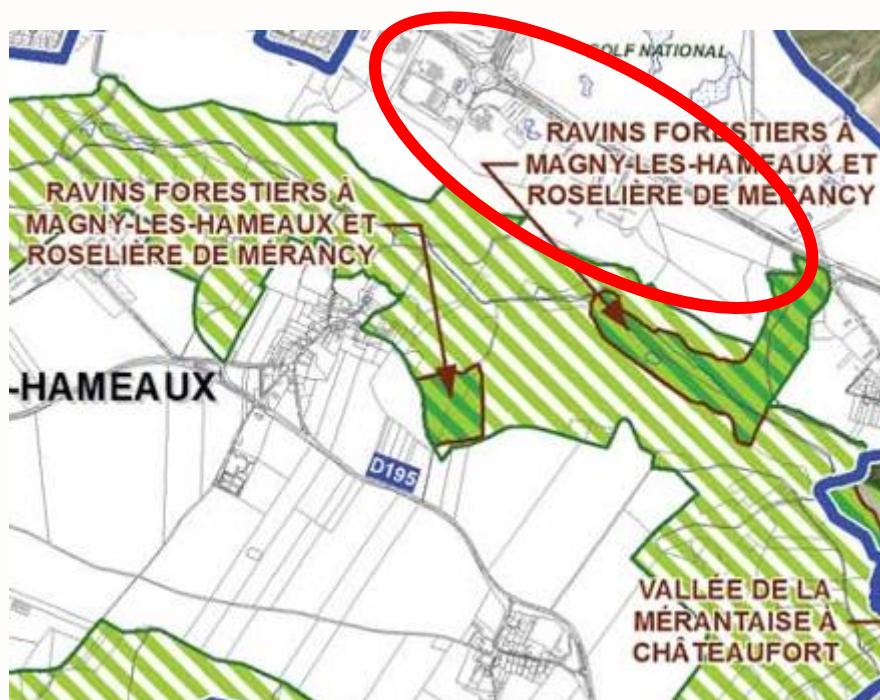 GOLF NATIONAL
RAVINS FORESTIERS À
MAGNY-LES-HAMEAUX ET
ROSELIÈRE DE MÉRANCY
RAVINS FORESTIERS À
MAGNY-LES-HAMEAUX ET
ROSELIÈRE DE MÉRANCY
-HAMEAUX
D195
VALLÉE DE LA
MÉRANTAISE À
CHÂTEAUFORT